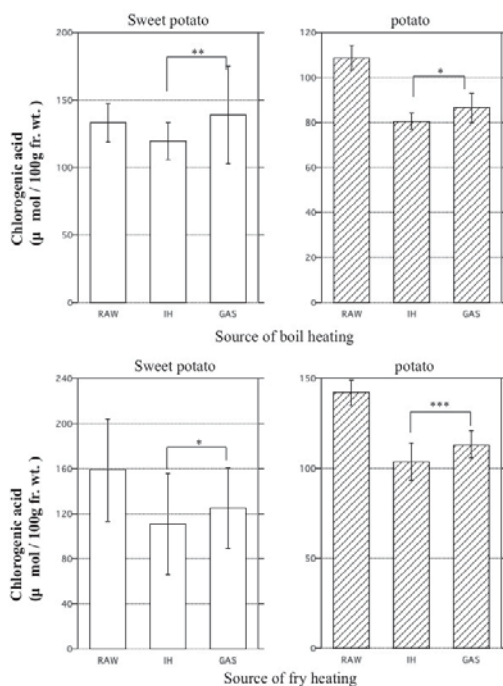 Sweet potato
potato
Chlorogenic acid
(μ mol / 100g fr. wt. )
200
150
100
50
0
**
RAW IH GAS
120
100
80
60
40
20
0
*
RAW IH GAS
Source of boil heating
Sweet potato
potato
Chlorogenic acid
(μ mol / 100g fr. wt. )
240
200
160
120
80
40
0
*
RAW IH GAS
150
100
50
0
***
RAW IH GAS
Source of fry heating